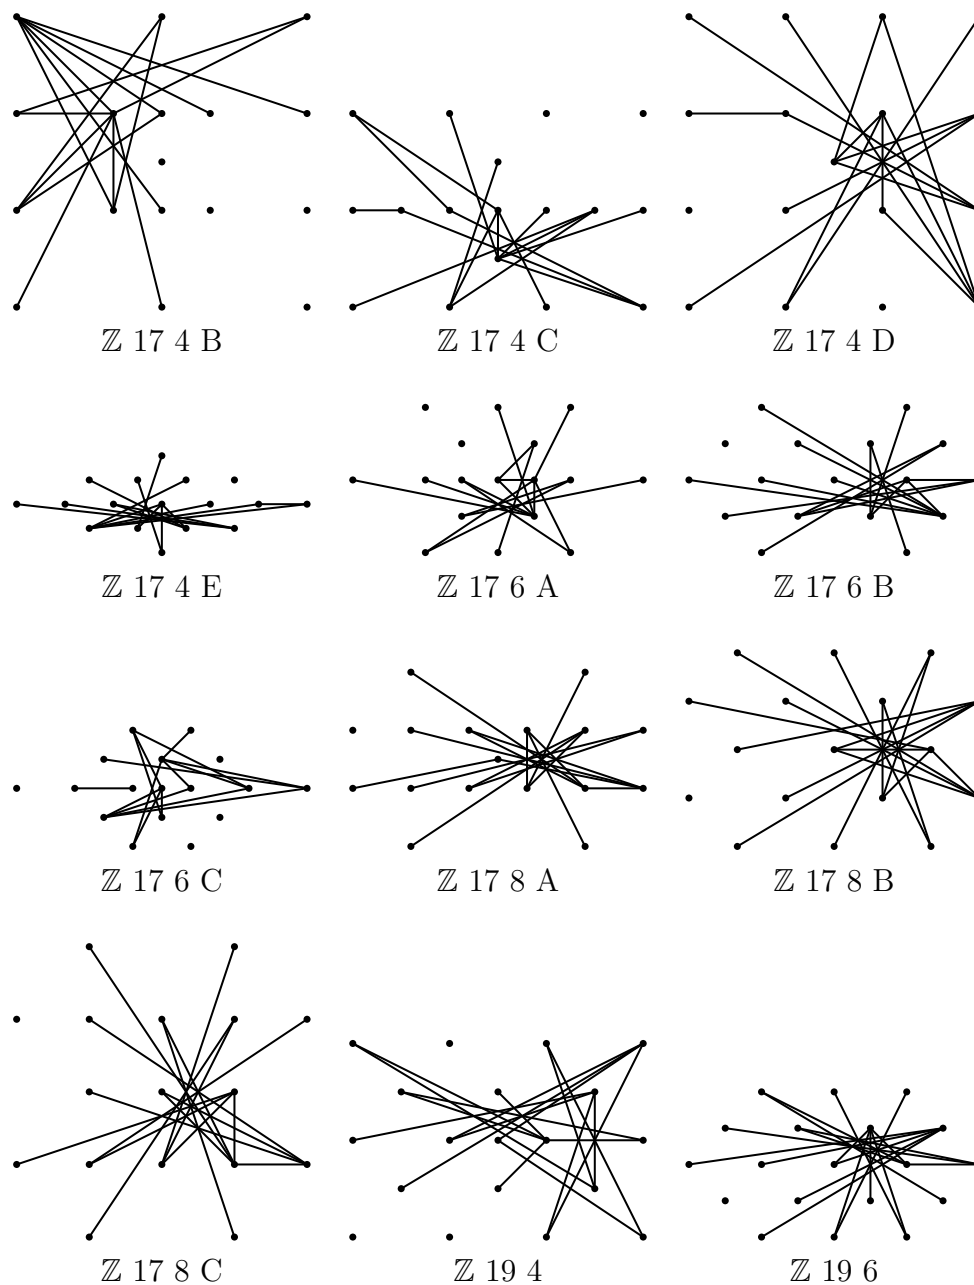 ℤ 17 4 B ℤ 17 4 C ℤ 17 4 D
ℤ 17 4 E ℤ 17 6 A ℤ 17 6 B
ℤ 17 6 C ℤ 17 8 A ℤ 17 8 B
ℤ 17 8 C ℤ 19 4 ℤ 19 6